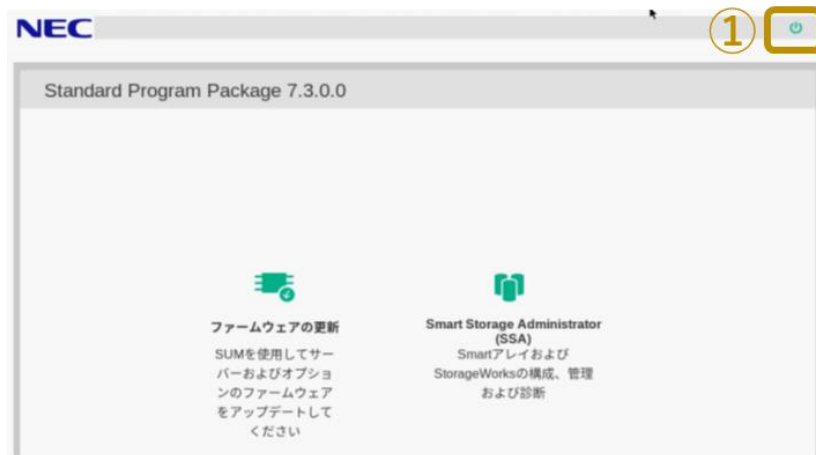 NEC
①
Standard Program Package 7.3.0.0
ファームウェアの更新
SUMを使用してサー
バーおよびオプショ
ンのファームウェア
をアップデートして
ください
Smart Storage Administrator
(SSA)
Smartアレイおよび
StorageWorksの構成、管理
および診断